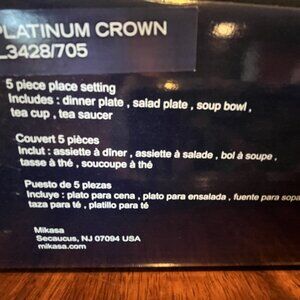 PLATINUM CROWN
L3428/705
5 piece place setting
Includes : dinner plate , salad plate , soup bowl ,
tea cup , tea saucer
Couvert 5 pièces
Inclut : assiette à dîner , assiette à salade , bol à soupe ,
tasse à thé , soucoupe à thé
Puesto de 5 piezas
Incluye : plato para cena , plato para ensalada , fuente para sopa
taza para té , platillo para té
Mikasa
Secaucus, NJ 07094 USA
mikasa.com